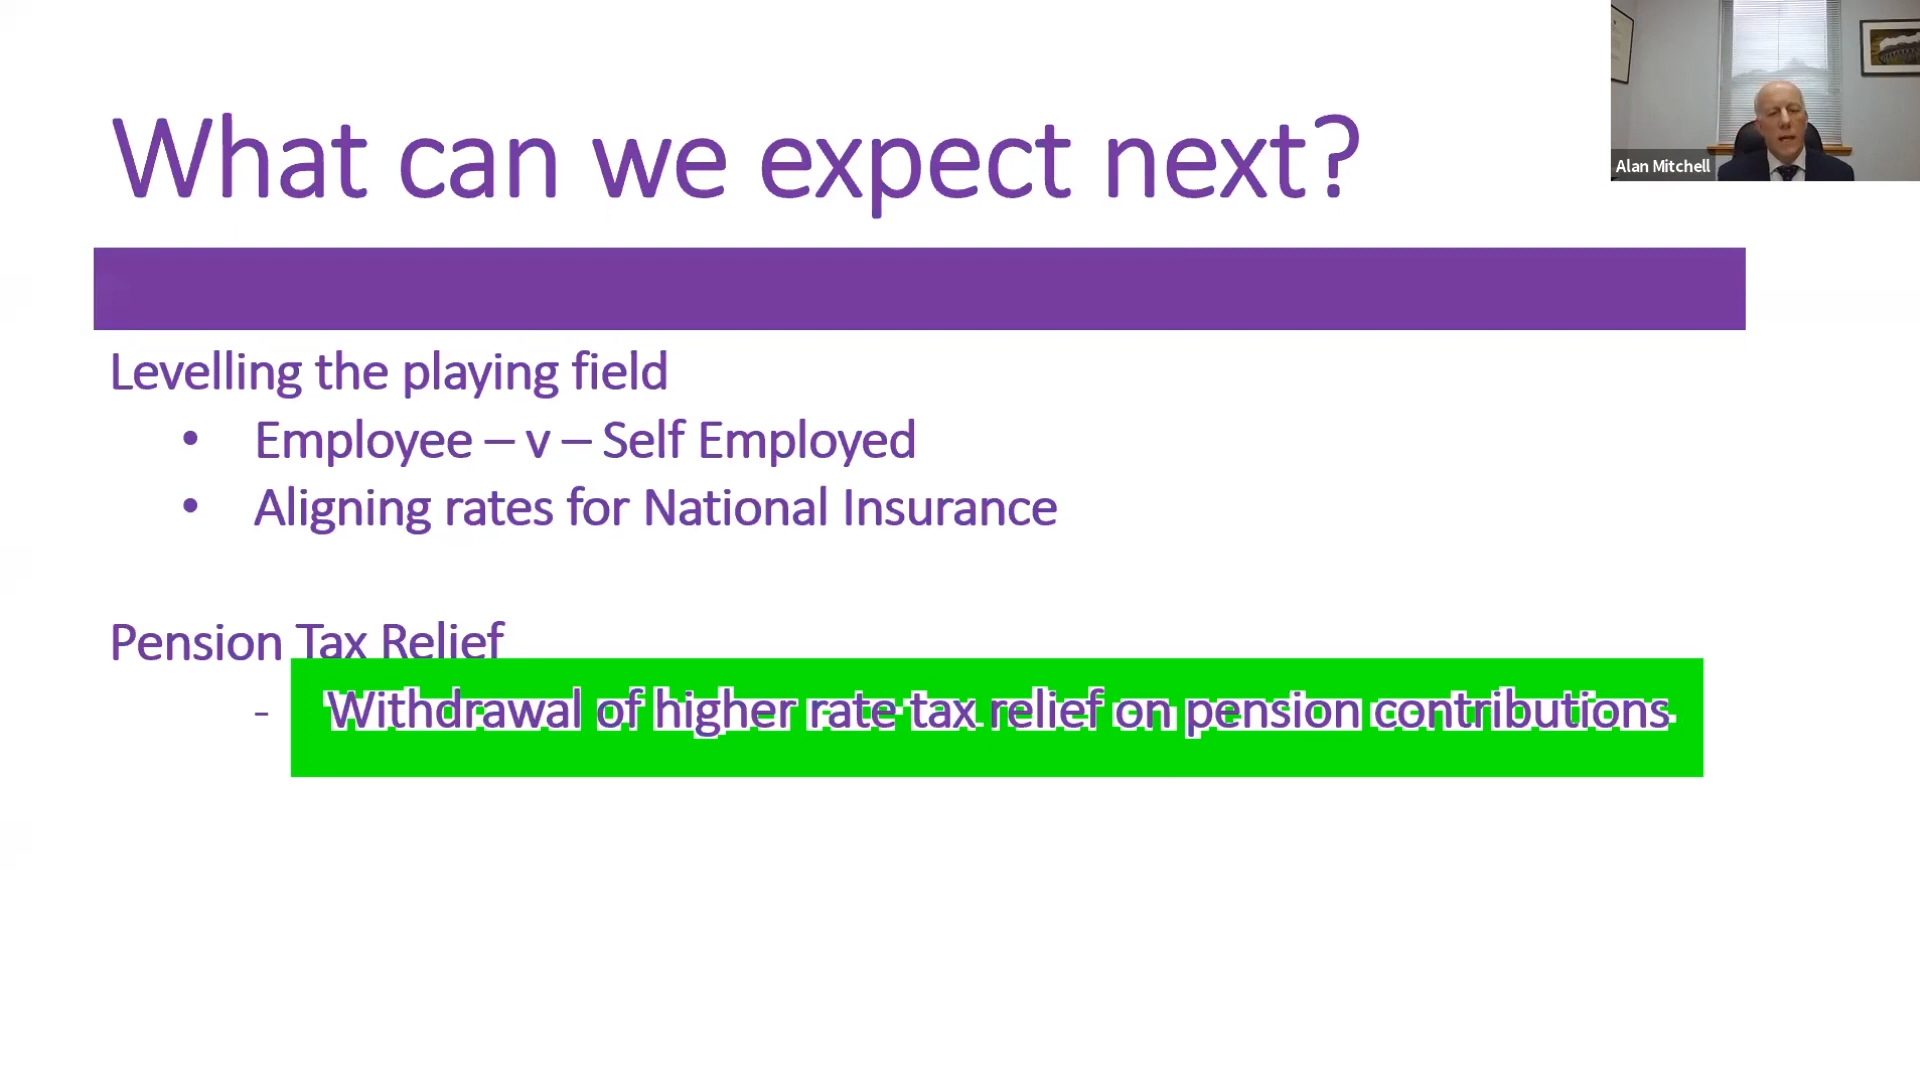 What can we expect next?
Alan Mitchell
Levelling the playing field
• Employee – v – Self Employed
• Aligning rates for National Insurance
Pension Tax Relief
- Withdrawal of higher rate tax relief on pension contributions